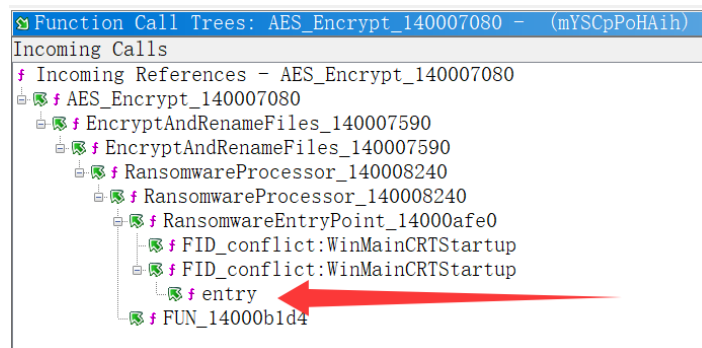 Function Call Trees: AES_Encrypt_140007080 - (mYSCpPoHAih)
Incoming Calls
f Incoming References - AES_Encrypt_140007080
f AES_Encrypt_140007080
f EncryptAndRenameFiles_140007590
f EncryptAndRenameFiles_140007590
f RansomwareProcessor_140008240
f RansomwareProcessor_140008240
f RansomwareEntryPoint_14000afe0
f FID_conflict:WinMainCRTStartup
f FID_conflict:WinMainCRTStartup
f entry
f FUN_14000b1d4